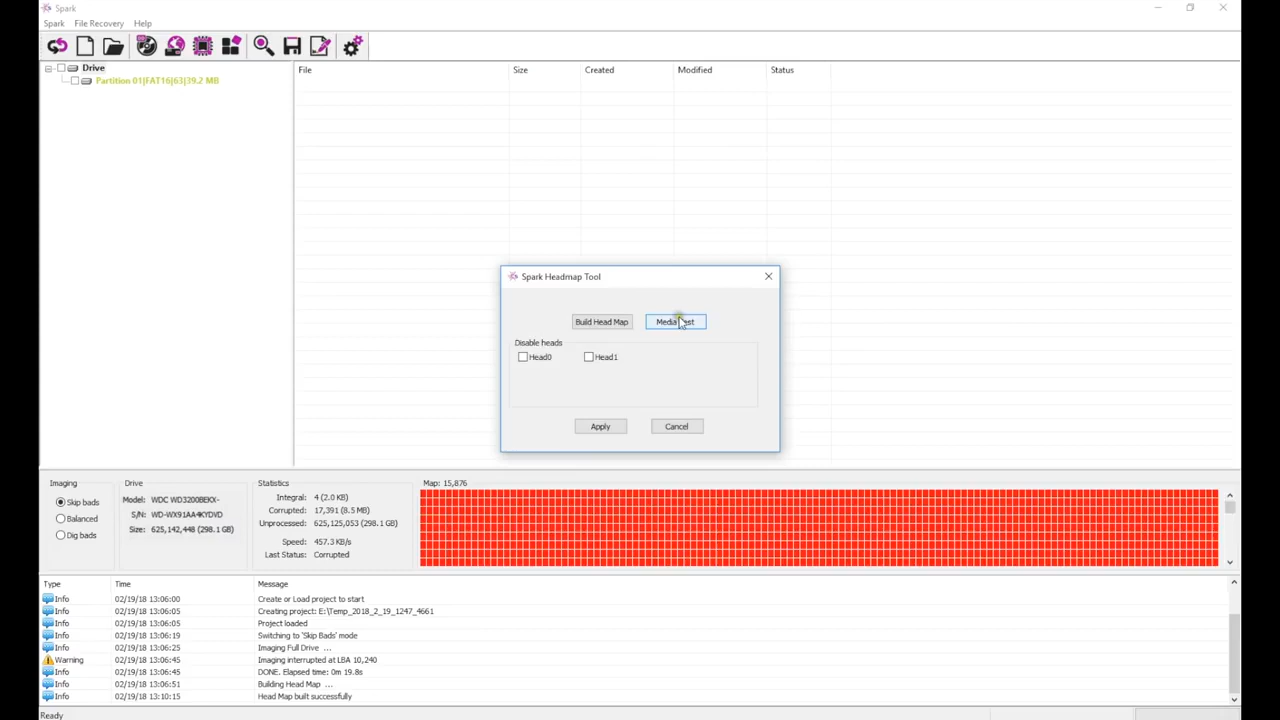 Spark
Spark File Recovery Help
Drive
Partition 01|FAT16|63|39.2 MB
File Size Created Modified Status
Spark Headmap Tool
Build Head Map
Disable heads
Head0 Head1
Apply Cancel
Imaging
Skip bads
Balanced
Dig bads
Drive
Model: WDC WD3200BEKX-
S/N: WD-WX91AA4KYDVD
Size: 625,142,448 (298.1 GB)
Statistics
Integral: 4 (2.0 KB)
Corrupted: 17,391 (8.5 MB)
Unprocessed: 625,125,053 (298.1 GB)
Speed: 457.3 KB/s
Last Status: Corrupted
Map: 15,876
Type Time Message
Info 02/19/18 13:06:00 Create or Load project to start
Info 02/19/18 13:06:05 Creating project: E:\Temp_2018_2_19_1247_4661
Info 02/19/18 13:06:05 Project loaded
Info 02/19/18 13:06:19 Switching to 'Skip Bads' mode
Info 02/19/18 13:06:25 Imaging Full Drive ...
Warning 02/19/18 13:06:45 Imaging interrupted at LBA 10,240
Info 02/19/18 13:06:45 DONE. Elapsed time: 0m 19.8s
Info 02/19/18 13:06:51 Building Head Map ...
Info 02/19/18 13:10:15 Head Map built successfully
Ready